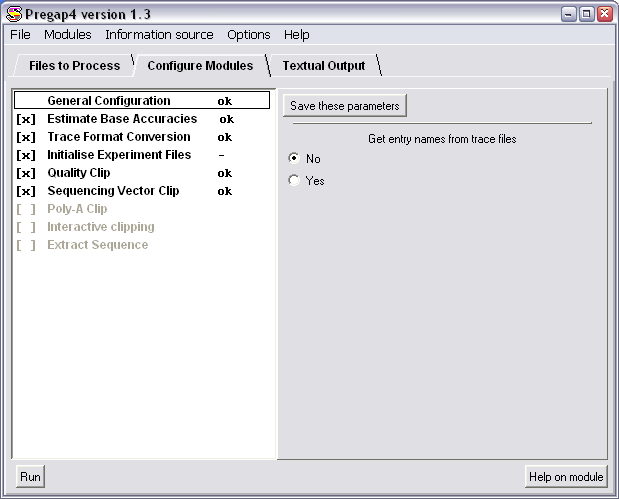 Pregap4 version 1.3
File Modules Information source Options Help
Files to Process Configure Modules Textual Output
General Configuration ok
[x] Estimate Base Accuracies ok
[x] Trace Format Conversion ok
[x] Initialise Experiment Files -
[x] Quality Clip ok
[x] Sequencing Vector Clip ok
[ ] Poly-A Clip
[ ] Interactive clipping
[ ] Extract Sequence
Save these parameters
Get entry names from trace files
No
Yes
Run Help on module